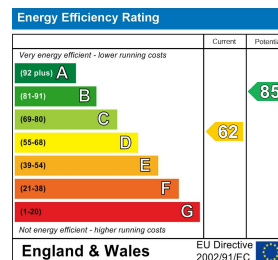 Energy Efficiency Rating
Current
Very energy efficient - lower running costs
(92 plus) A
(81-91) B
85
(69-80) C
62
(55-68) D
(39-54) E
(21-38) F
(1-20) G
Not energy efficient - higher running costs
England & Wales
EU Directive
2002/91/EC